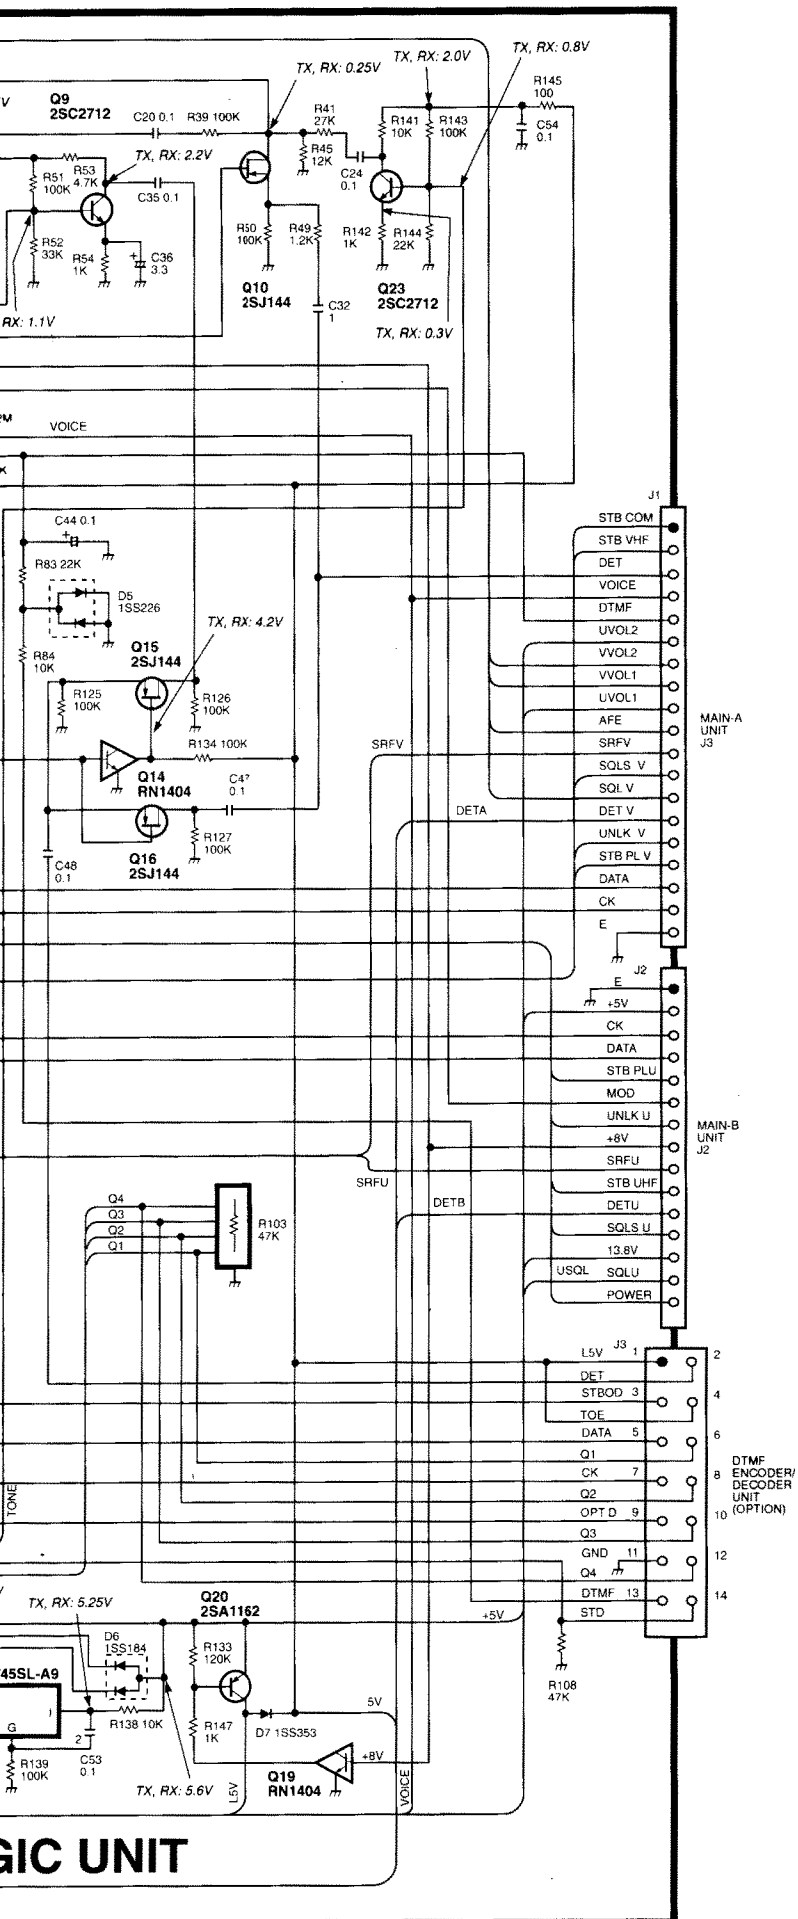 TX, RX: 0.8V
TX, RX: 2.0V
TX, RX: 0.25V
Q9
2SC2712
C20 0.1
R39 100K
R41
27K
R141
10K
R143
100K
R145
100
C54
0.1
R45
12K
C24
0.1
TX, RX: 2.2V
R51
100K
R53
4.7K
C35 0.1
R52
33K
R54
1K
C36
3.3
R50
100K
R49
1.2K
R142
1K
R144
22K
RX: 1.1V
Q10
2SJ144
Q23
2SC2712
C32
1
TX, RX: 0.3V
VOICE
J1
C44 0.1
R83 22K
D5
1SS226
R84
10K
Q15
2SJ144
TX, RX: 4.2V
R125
100K
R126
100K
R134 100K
Q14
RN1404
C47
0.1
R127
100K
Q16
2SJ144
C48
0.1
SRFV
DETA
STB COM
STB VHF
DET
VOICE
DTMF
UVOL2
VVOL2
VVOL1
UVOL1
AFE
SRFV
SQLS V
SQL V
DET V
UNLK V
STB PL V
DATA
CK
E
MAIN-A
UNIT
J3
J2
E
+5V
CK
DATA
STB PLU
MOD
UNLK U
+8V
SRFU
STB UHF
DETU
SQLS U
13.8V
USQL
SQLU
POWER
MAIN-B
UNIT
J2
SRFU
DETB
Q4
Q3
Q2
Q1
R103
47K
J3
L5V 1
2
DET
STBOD 3
4
TOE
DATA 5
6
Q1
CK 7
8
Q2
OPT D 9
10
Q3
GND 11
12
Q4
DTMF 13
14
STD
DTMF
ENCODER/
DECODER
UNIT
(OPTION)
TONE
TX, RX: 5.25V
Q20
2SA1162
+5V
D6
1SS184
R133
120K
R108
47K
45SL-A9
I
G
R138 10K
2
C53
0.1
R139
100K
R147
1K
D7 1SS353
5V
+8V
TX, RX: 5.6V
L5V
Q19
RN1404
VOICE
GIC UNIT